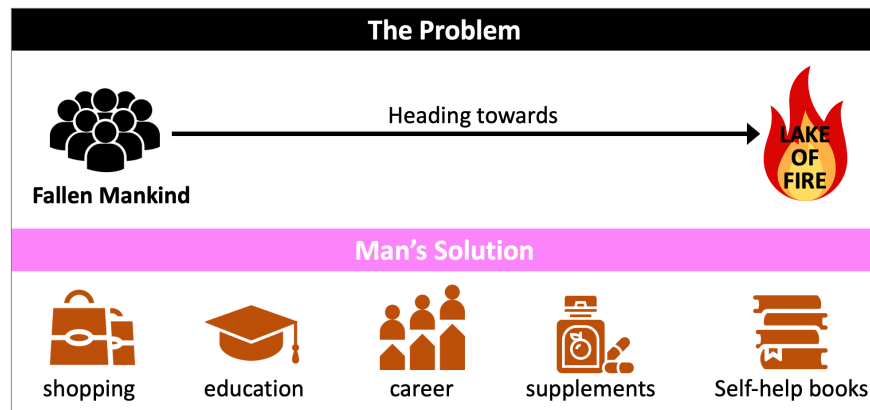 The Problem
Heading towards
LAKE
OF
FIRE
Fallen Mankind
Man’s Solution
shopping
education
career
supplements
Self-help books